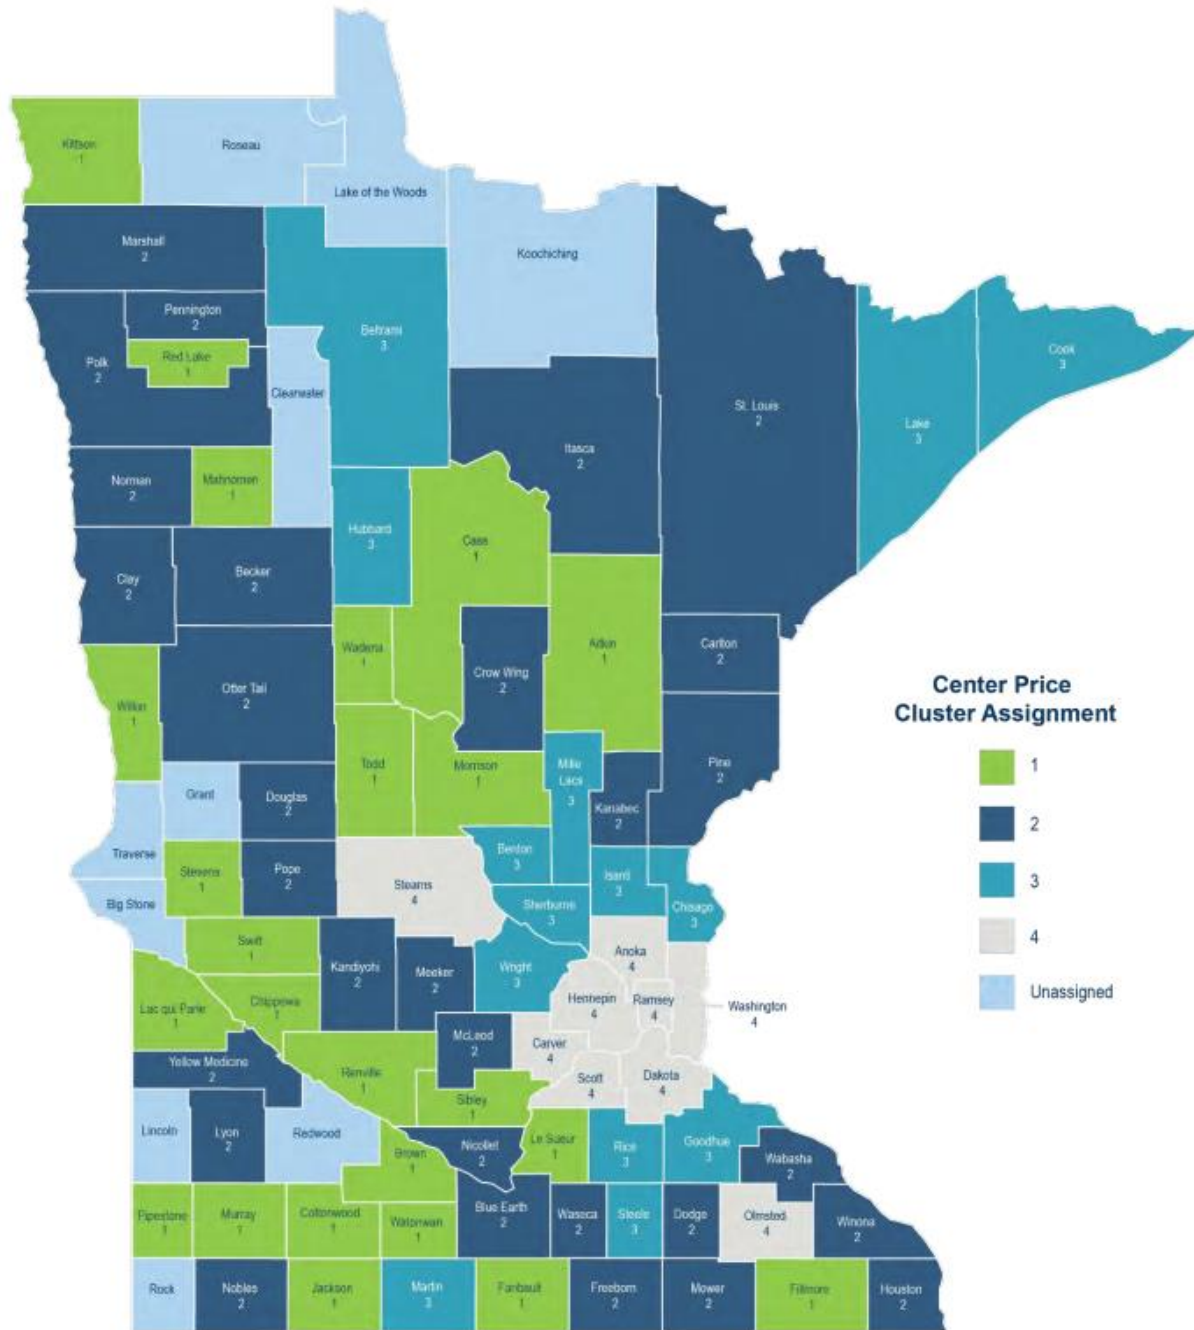 Kittson
1
Roseau
Lake of the Woods
Koochiching
Marshall
2
Pennington
2
Polk
2
Red Lake
1
Clearwater
Beltrami
3
St. Louis
2
Lake
3
Cook
3
Itasca
2
Norman
2
Mahnomen
1
Hubbard
3
Cass
1
Clay
2
Becker
2
Wadena
1
Crow Wing
2
Aitkin
1
Carlton
2
Wilkin
1
Otter Tail
2
Todd
1
Morrison
1
Mille
Lacs
3
Kanabec
2
Pine
2
Grant
Douglas
2
Traverse
Stevens
1
Pope
2
Stearns
4
Benton
3
Sherburne
3
Isanti
3
Chisago
3
Big Stone
Swift
1
Kandiyohi
2
Meeker
2
Wright
3
Anoka
4
Hennepin
4
Ramsey
4
Washington
4
Lac qui Parle
1
Chippewa
1
Yellow Medicine
2
Renville
1
McLeod
2
Carver
4
Scott
4
Dakota
4
Sibley
1
Lincoln
Lyon
2
Redwood
Brown
1
Nicollet
2
Le Sueur
1
Rice
3
Goodhue
3
Wabasha
2
Pipestone
1
Murray
1
Cottonwood
1
Watonwan
1
Blue Earth
2
Waseca
2
Steele
3
Dodge
2
Olmsted
4
Winona
2
Rock
Nobles
2
Jackson
1
Martin
3
Faribault
1
Freeborn
2
Mower
2
Fillmore
1
Houston
2
Center Price
Cluster Assignment
1
2
3
4
Unassigned